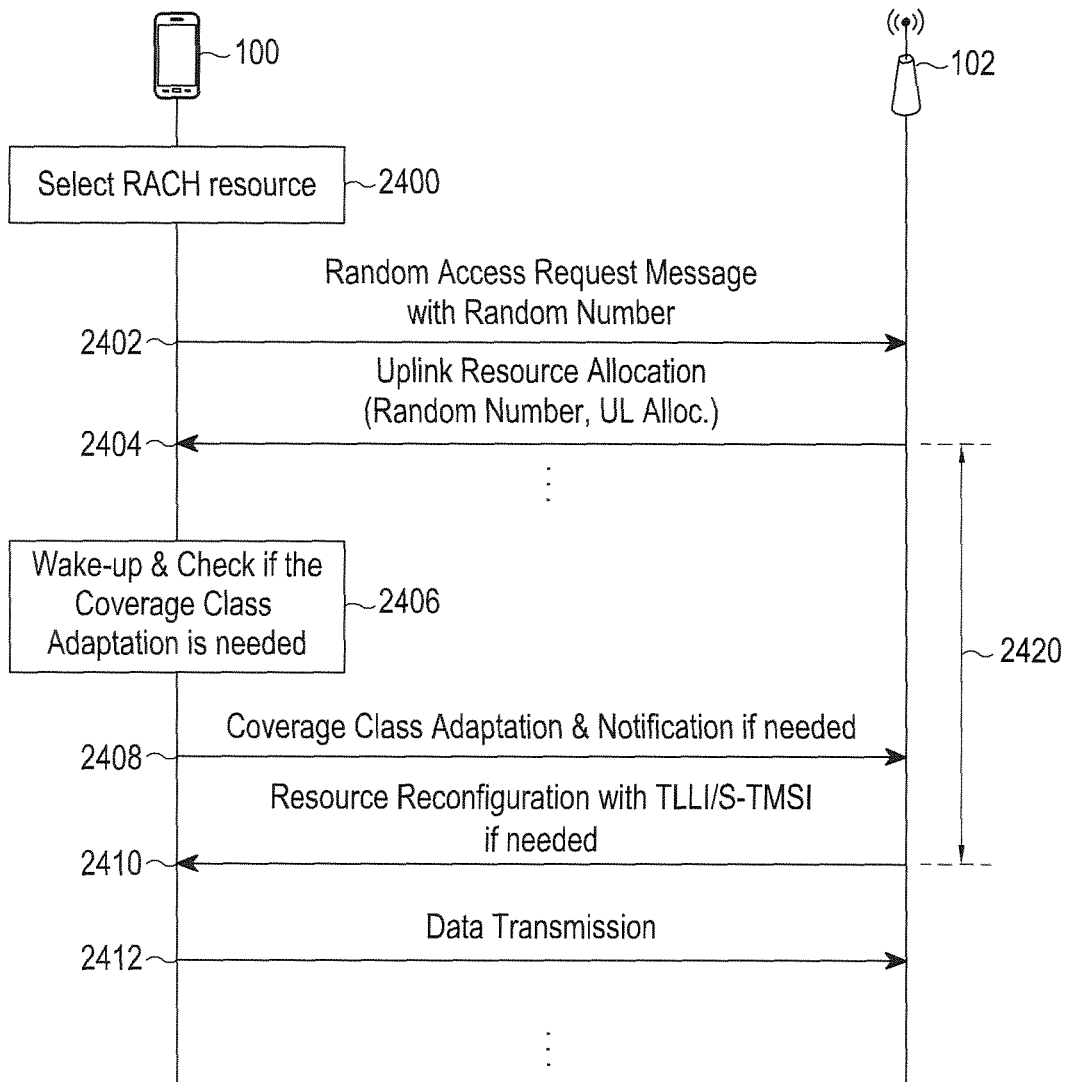 100
102
Select RACH resource
2400
Random Access Request Message
with Random Number
2402
Uplink Resource Allocation
(Random Number, UL Alloc.)
2404
Wake-up & Check if the
Coverage Class
Adaptation is needed
2406
2420
Coverage Class Adaptation & Notification if needed
2408
Resource Reconfiguration with TLLI/S-TMSI
if needed
2410
Data Transmission
2412